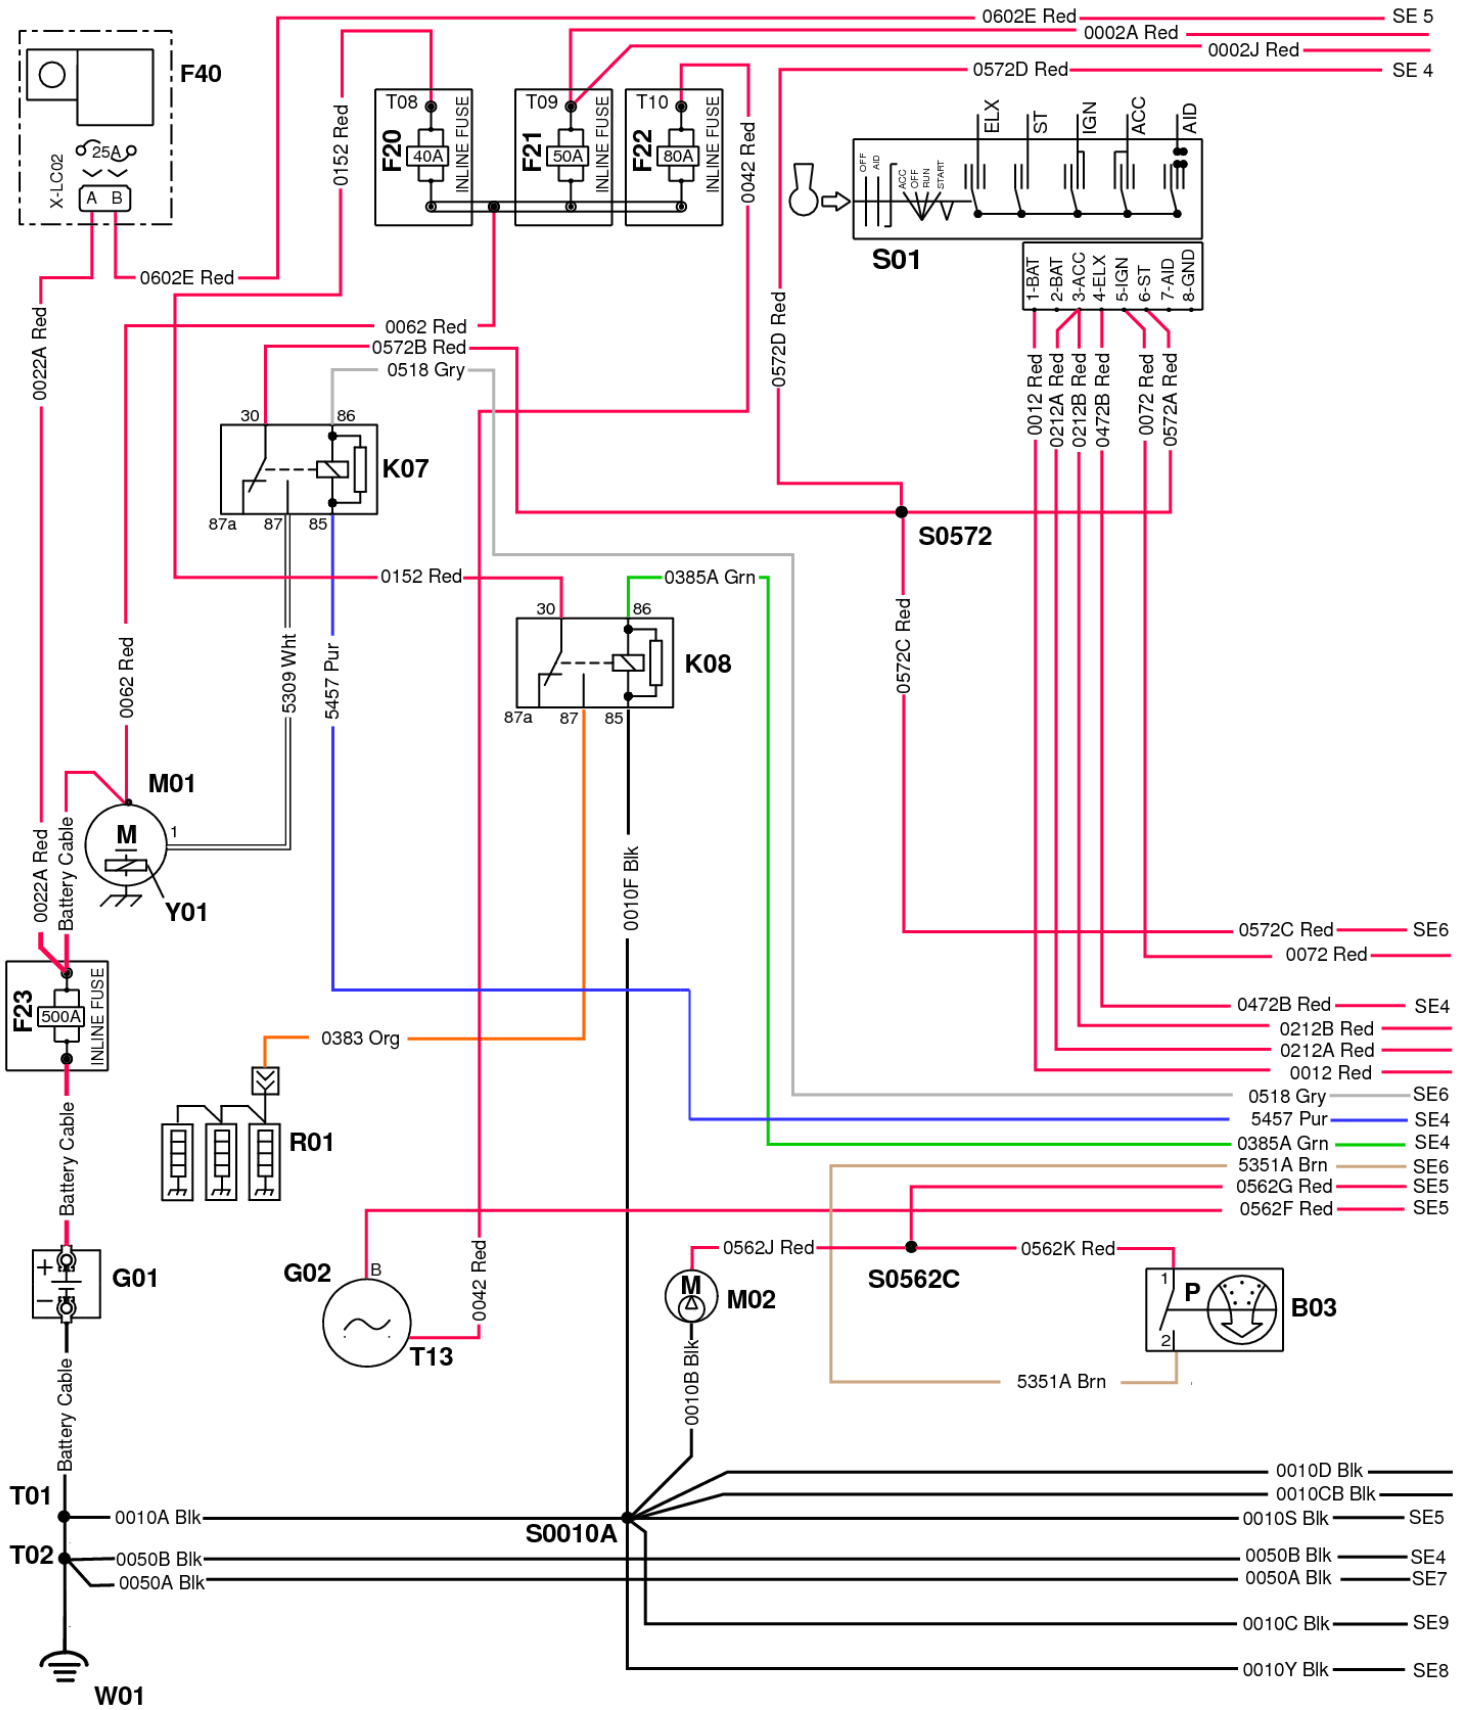 0602E Red SE 5
0002A Red
0002J Red
0572D Red SE 4
F40
25A
X-LC02
A B
0602E Red
0022A Red
0152 Red
T08
F20
40A
INLINE FUSE
T09
F21
50A
INLINE FUSE
T10
F22
80A
INLINE FUSE
0042 Red
ELX
ST
IGN
ACC
AID
OFF
AID
ACC
OFF
RUN
START
S01
1-BAT
2-BAT
3-ACC
4-ELX
5-IGN
6-ST
7-AID
8-GND
0062 Red
0572B Red
0518 Gry
0572D Red
0012 Red
0212A Red
0212B Red
0472B Red
0072 Red
0572A Red
30 86
K07
87a 87 85
S0572
0152 Red
0385A Grn
30 86
K08
87a 87 85
0572C Red
0062 Red
5309 Wht
5457 Pur
M01
M
1
Y01
0022A Red
Battery Cable
0010F Blk
0572C Red SE6
0072 Red
F23
500A
INLINE FUSE
0472B Red SE4
0212B Red
0212A Red
0012 Red
0383 Org
0518 Gry SE6
5457 Pur SE4
0385A Grn SE4
5351A Brn SE6
0562G Red SE5
0562F Red SE5
R01
Battery Cable
G01
+
–
G02
B
T13
0042 Red
0562J Red
0562K Red
S0562C
M
M02
1
P
2
B03
0010B Blk
5351A Brn
Battery Cable
0010D Blk
0010CB Blk
T01
0010A Blk
S0010A
0010S Blk SE5
T02
0050B Blk
0050B Blk SE4
0050A Blk
0050A Blk SE7
0010C Blk SE9
0010Y Blk SE8
W01